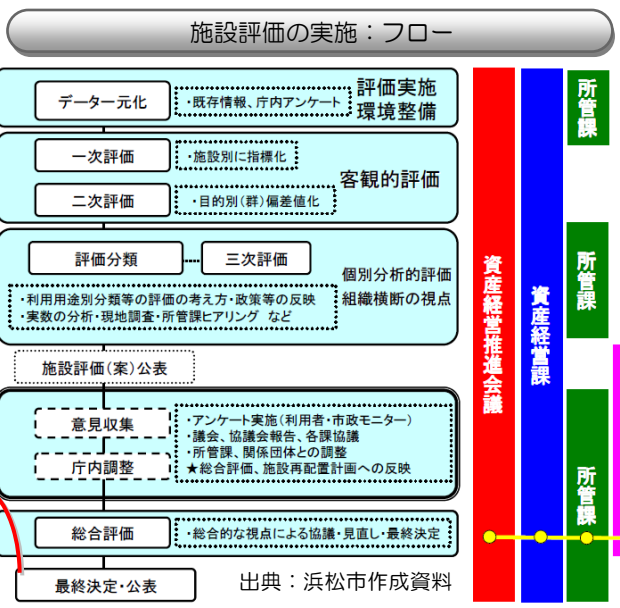 施設評価の実施：フロー
データ一元化
・既存情報、庁内アンケート
評価実施
環境整備
一次評価
・施設別に指標化
二次評価
・目的別(群)偏差値化
客観的評価
評価分類
三次評価
・利用用途別分類等の評価の考え方・政策等の反映
・実数の分析・現地調査・所管課ヒアリング など
個別分析的評価
組織横断の視点
施設評価(案)公表
意見収集
庁内調整
・アンケート実施(利用者・市政モニター)
・議会、協議会報告、各課協議
・所管課、関係団体との調整
★総合評価、施設再配置計画への反映
総合評価
・総合的な視点による協議・見直し・最終決定
最終決定・公表
出典：浜松市作成資料
資産経営推進会議
資産経営課
所管課
所管課
所管課